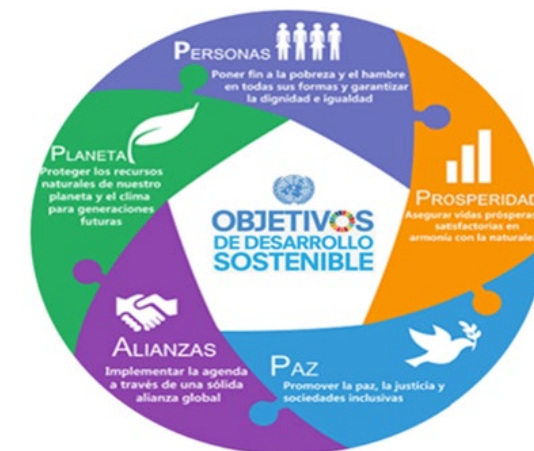 PERSONAS
Poner fin a la pobreza y el hambre
en todas sus formas y garantizar
la dignidad e igualdad
PROSPERIDAD
Asegurar vidas prósperas
satisfactorias en
armonía con la naturalez
PAZ
Promover la paz, la justicia y
sociedades inclusivas
ALIANZAS
Implementar la agenda
a través de una sólida
alianza global
PLANETA
Proteger los recursos
naturales de nuestro
planeta y el clima
para generaciones
futuras
OBJETIVOS
DE DESARROLLO
SOSTENIBLE